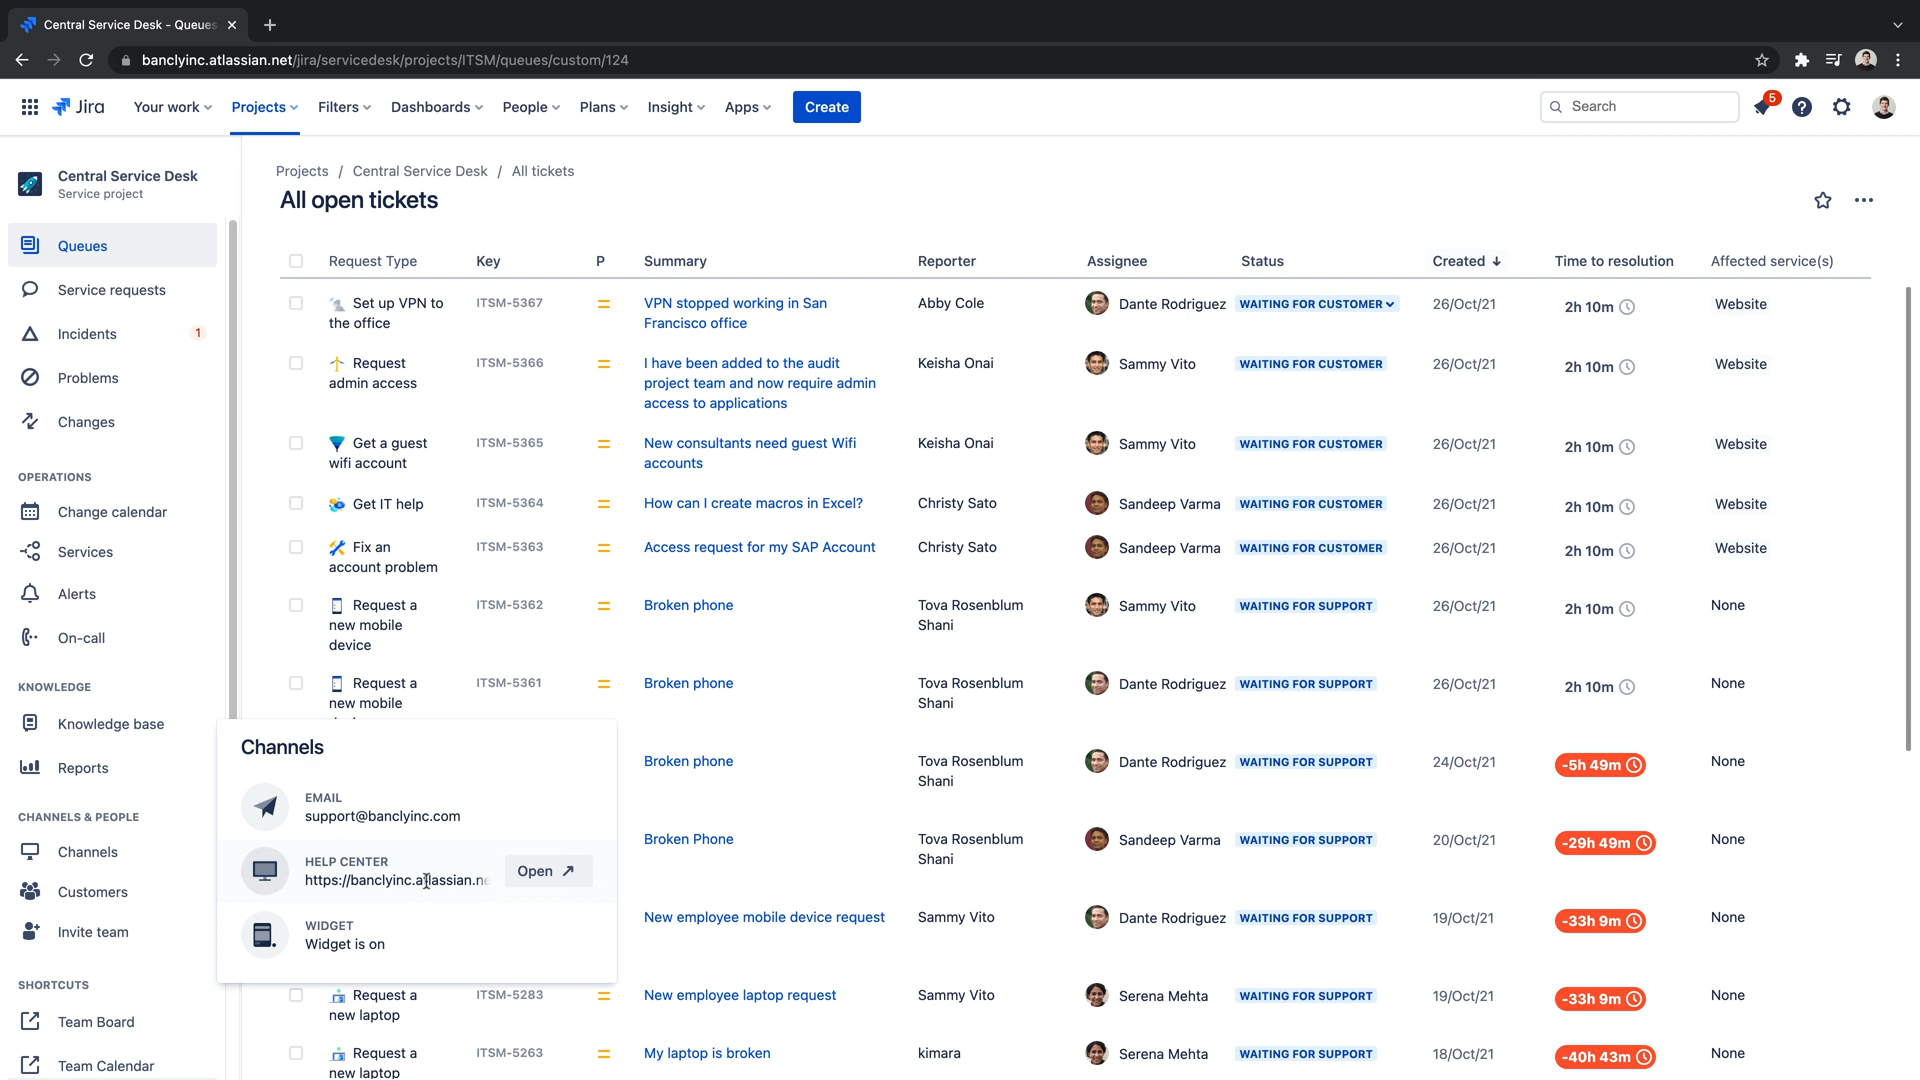 Central Service Desk - Queues
banclyinc.atlassian.net/jira/servicedesk/projects/ITSM/queues/custom/124
Jira
Your work
Projects
Filters
Dashboards
People
Plans
Insight
Apps
Create
Search
5
Central Service Desk
Service project
Queues
Service requests
Incidents 1
Problems
Changes
OPERATIONS
Change calendar
Services
Alerts
On-call
KNOWLEDGE
Knowledge base
Reports
CHANNELS & PEOPLE
Channels
Customers
Invite team
SHORTCUTS
Team Board
Team Calendar
Projects / Central Service Desk / All tickets
All open tickets
Request Type Key P Summary Reporter Assignee Status Created Time to resolution Affected service(s)
Set up VPN to ITSM-5367 VPN stopped working in San Abby Cole Dante Rodriguez WAITING FOR CUSTOMER 26/Oct/21 2h 10m Website
the office Francisco office
Request ITSM-5366 I have been added to the audit Keisha Onai Sammy Vito WAITING FOR CUSTOMER 26/Oct/21 2h 10m Website
admin access project team and now require admin
access to applications
Get a guest ITSM-5365 New consultants need guest Wifi Keisha Onai Sammy Vito WAITING FOR CUSTOMER 26/Oct/21 2h 10m Website
wifi account accounts
Get IT help ITSM-5364 How can I create macros in Excel? Christy Sato Sandeep Varma WAITING FOR CUSTOMER 26/Oct/21 2h 10m Website
Fix an ITSM-5363 Access request for my SAP Account Christy Sato Sandeep Varma WAITING FOR CUSTOMER 26/Oct/21 2h 10m Website
account problem
Request a ITSM-5362 Broken phone Tova Rosenblum Sammy Vito WAITING FOR SUPPORT 26/Oct/21 2h 10m None
new mobile Shani
device
Request a ITSM-5361 Broken phone Tova Rosenblum Dante Rodriguez WAITING FOR SUPPORT 26/Oct/21 2h 10m None
new mobile Shani
Broken phone Tova Rosenblum Dante Rodriguez WAITING FOR SUPPORT 24/Oct/21 -5h 49m None
Shani
Broken Phone Tova Rosenblum Sandeep Varma WAITING FOR SUPPORT 20/Oct/21 -29h 49m None
Shani
New employee mobile device request Sammy Vito Dante Rodriguez WAITING FOR SUPPORT 19/Oct/21 -33h 9m None
Request a ITSM-5283 New employee laptop request Sammy Vito Serena Mehta WAITING FOR SUPPORT 19/Oct/21 -33h 9m None
new laptop
Request a ITSM-5263 My laptop is broken kimara Serena Mehta WAITING FOR SUPPORT 18/Oct/21 -40h 43m None
new laptop
Channels
EMAIL
support@banclyinc.com
HELP CENTER
https://banclyinc.atlassian.ne
Open
WIDGET
Widget is on